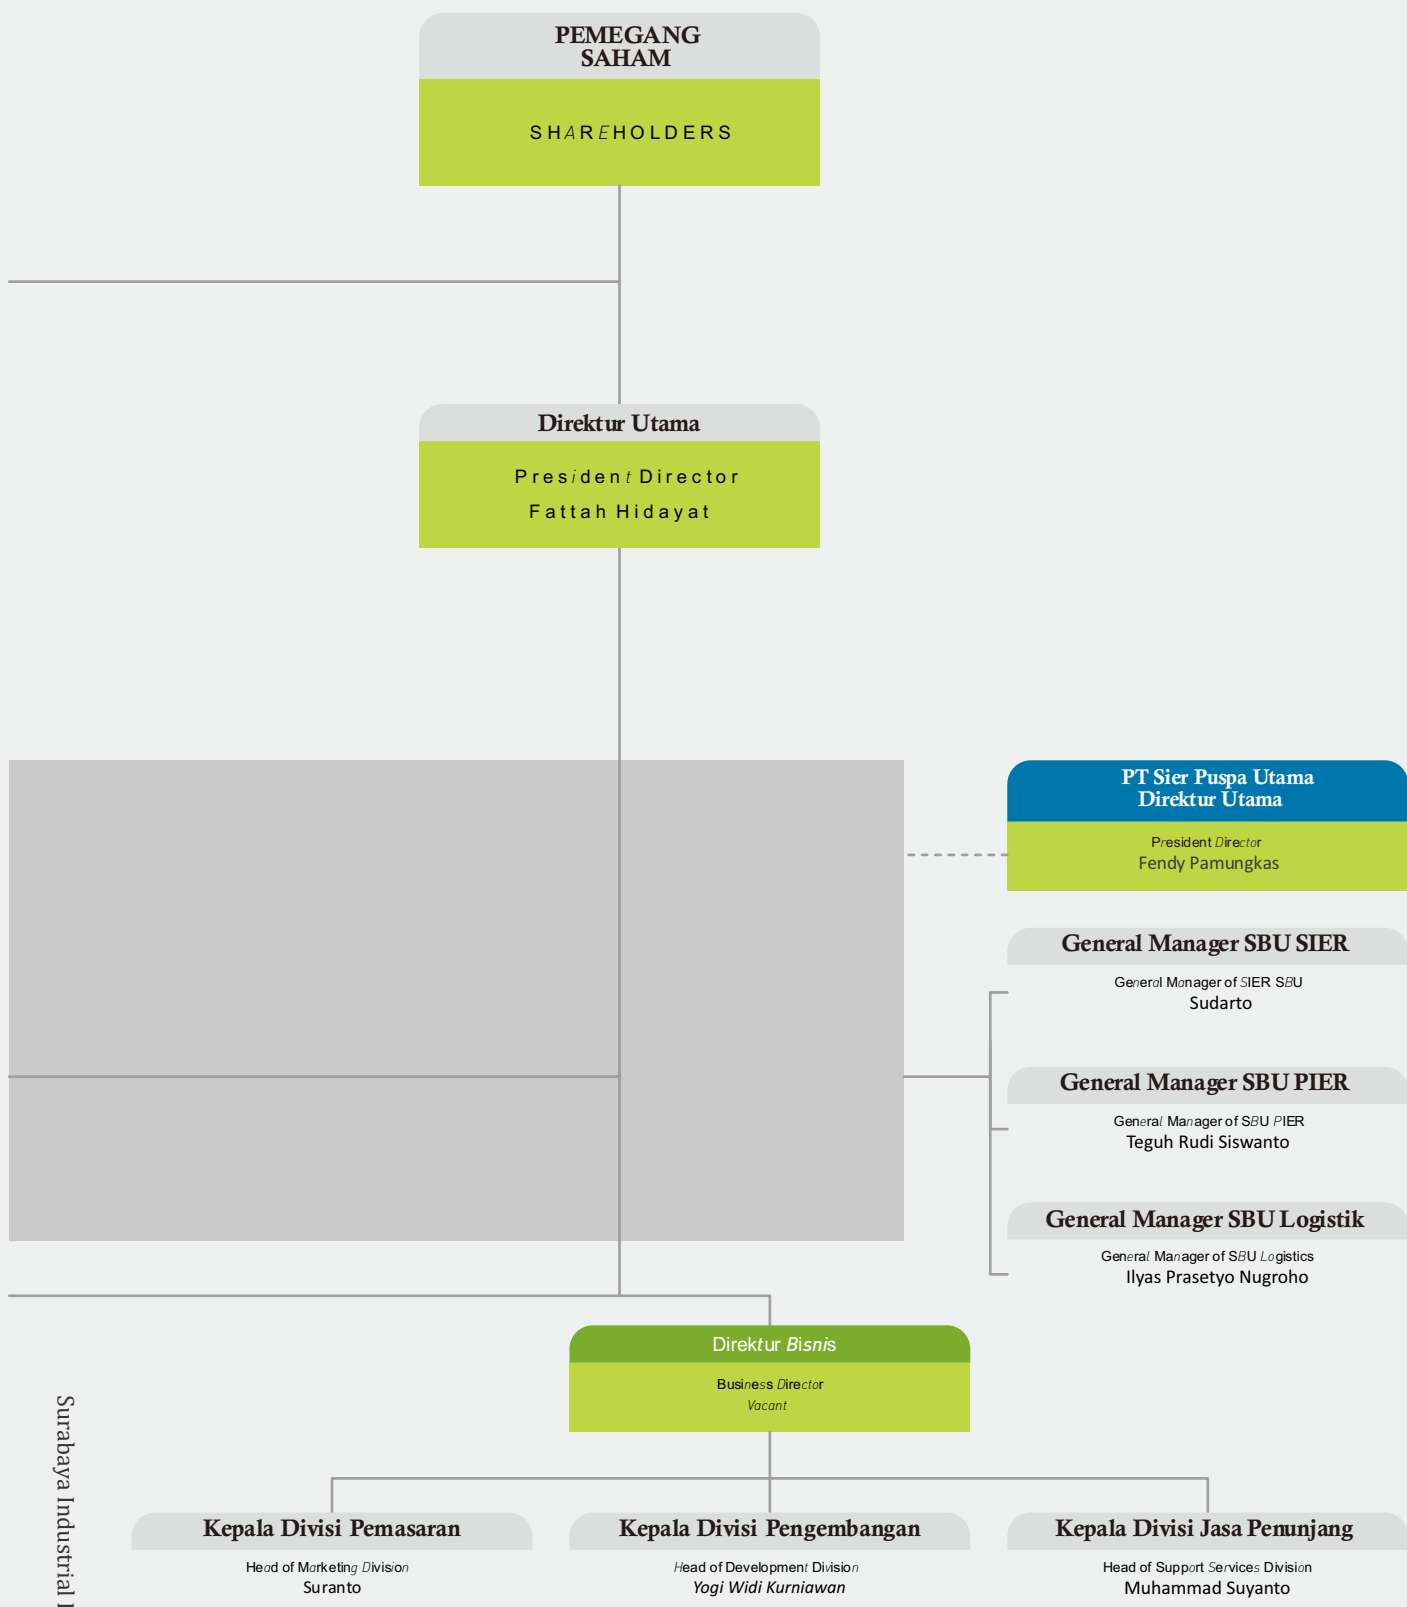 PEMEGANG
SAHAM
SHAREHOLDERS
Direktur Utama
President Director
Fattah Hidayat
PT Sier Puspa Utama
Direktur Utama
President Director
Fendy Pamungkas
General Manager SBU SIER
General Manager of SIER SBU
Sudarto
General Manager SBU PIER
General Manager of SBU PIER
Teguh Rudi Siswanto
General Manager SBU Logistik
General Manager of SBU Logistics
Ilyas Prasetyo Nugroho
Direktur Bisnis
Business Director
Vacant
Kepala Divisi Pemasaran
Head of Marketing Division
Suranto
Kepala Divisi Pengembangan
Head of Development Division
Yogi Widi Kurniawan
Kepala Divisi Jasa Penunjang
Head of Support Services Division
Muhammad Suyanto
Surabaya Industrial